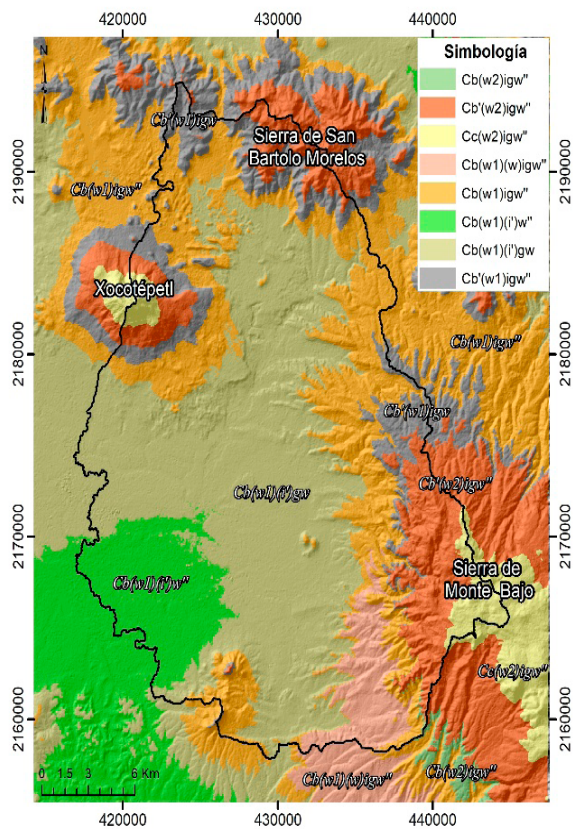 420000
430000
440000
N
Simbología
Cb(w2)igw"
Cb'(w2)igw"
Cc(w2)igw"
Cb(w1)(w)igw"
Cb(w1)igw"
Cb(w1)(i')w"
Cb(w1)(i')gw
Cb'(w1)igw"
Cb'(w1)igw
Sierra de San
Bartolo Morelos
2190000
2190000
Cb(w1)igw"
Xocotépetl
2180000
2180000
Cb(w1)igw"
Cb'(w1)igw
Cb'(w2)igw"
Cb(w1)(i')gw
2170000
2170000
Sierra de
Monte Bajo
Cb(w1)(i')w"
Cc(w2)igw"
2160000
2160000
0 1.5 3 6 Km
Cb(w1)(w)igw"
Cb(w2)igw"
420000
430000
440000